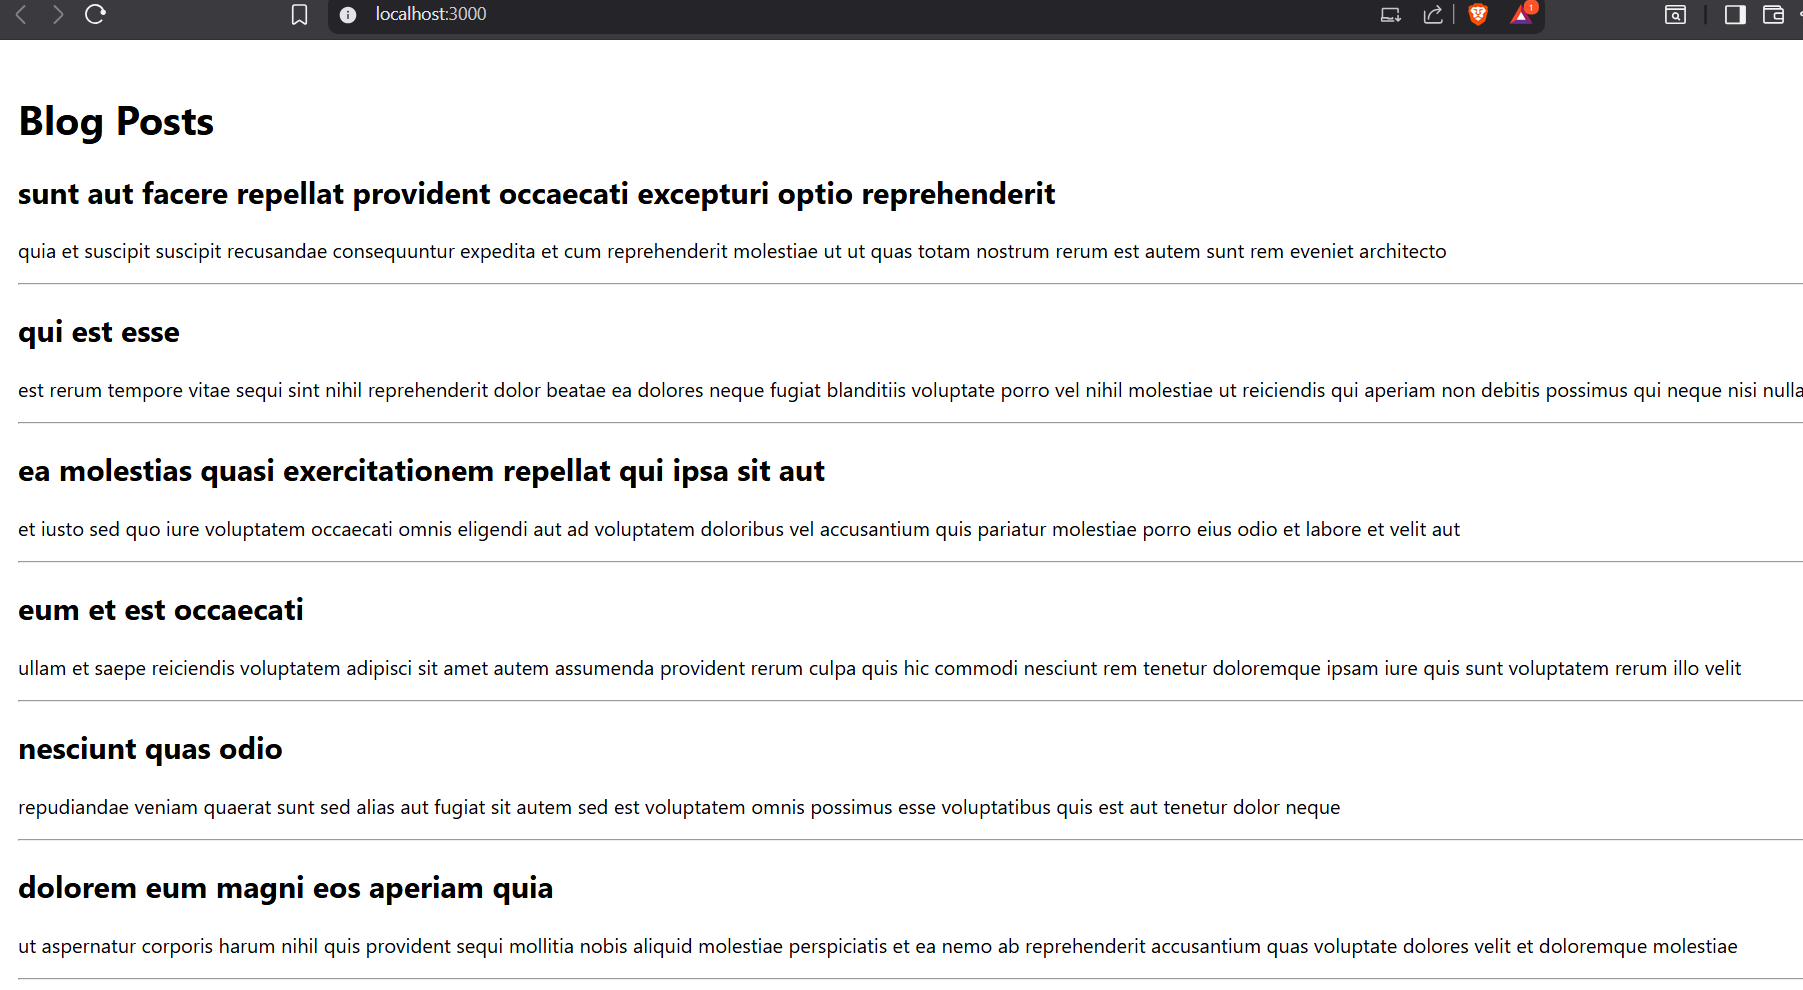 localhost:3000
1
Blog Posts
sunt aut facere repellat provident occaecati excepturi optio reprehenderit
quia et suscipit suscipit recusandae consequuntur expedita et cum reprehenderit molestiae ut ut quas totam nostrum rerum est autem sunt rem eveniet architecto
qui est esse
est rerum tempore vitae sequi sint nihil reprehenderit dolor beatae ea dolores neque fugiat blanditiis voluptate porro vel nihil molestiae ut reiciendis qui aperiam non debitis possimus qui neque nisi nulla
ea molestias quasi exercitationem repellat qui ipsa sit aut
et iusto sed quo iure voluptatem occaecati omnis eligendi aut ad voluptatem doloribus vel accusantium quis pariatur molestiae porro eius odio et labore et velit aut
eum et est occaecati
ullam et saepe reiciendis voluptatem adipisci sit amet autem assumenda provident rerum culpa quis hic commodi nesciunt rem tenetur doloremque ipsam iure quis sunt voluptatem rerum illo velit
nesciunt quas odio
repudiandae veniam quaerat sunt sed alias aut fugiat sit autem sed est voluptatem omnis possimus esse voluptatibus quis est aut tenetur dolor neque
dolorem eum magni eos aperiam quia
ut aspernatur corporis harum nihil quis provident sequi mollitia nobis aliquid molestiae perspiciatis et ea nemo ab reprehenderit accusantium quas voluptate dolores velit et doloremque molestiae